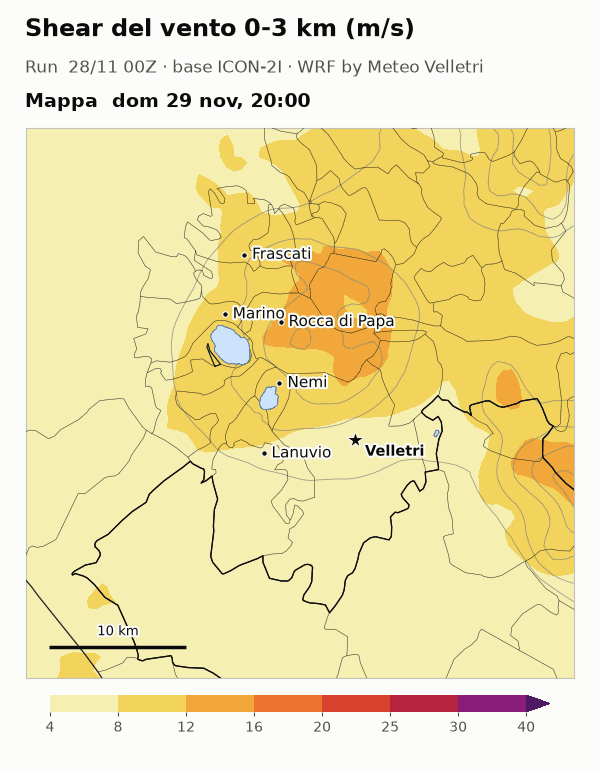 Shear del vento 0-3 km (m/s)
Run  28/11 00Z · base ICON-2I · WRF by Meteo Velletri
Mappa  dom 29 nov, 20:00
Frascati
Marino
Rocca di Papa
Nemi
Velletri
Lanuvio
10 km
4 8 12 16 20 25 30 40